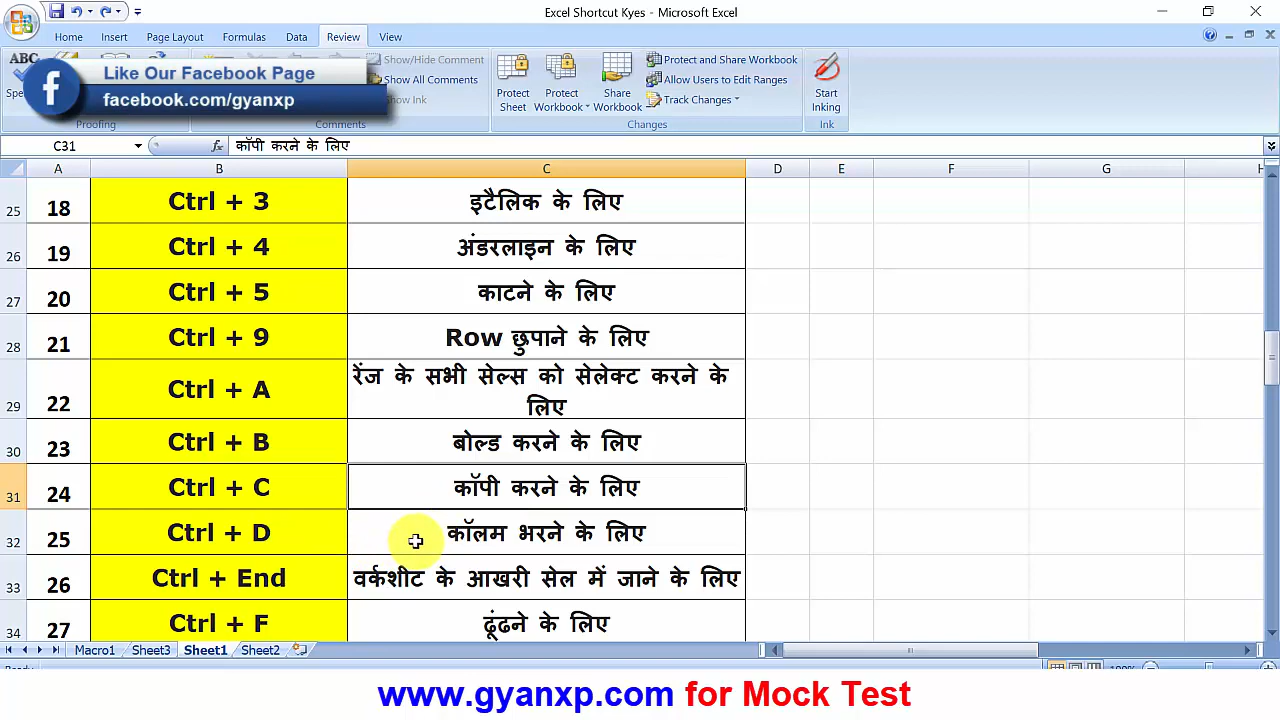 Excel Shortcut Kyes - Microsoft Excel
Home Insert Page Layout Formulas Data Review View
ABC
Show/Hide Comment
Show All Comments
Show Ink
Protect Sheet
Protect Workbook
Share Workbook
Protect and Share Workbook
Allow Users to Edit Ranges
Track Changes
Start Inking
Proofing Comments Changes Ink
Like Our Facebook Page
facebook.com/gyanxp
C31 fx कॉपी करने के लिए
A B C D E F G H
25 18 Ctrl + 3 इटैलिक के लिए
26 19 Ctrl + 4 अंडरलाइन के लिए
27 20 Ctrl + 5 काटने के लिए
28 21 Ctrl + 9 Row छुपाने के लिए
29 22 Ctrl + A रेंज के सभी सेल्स को सेलेक्ट करने के
लिए
30 23 Ctrl + B बोल्ड करने के लिए
31 24 Ctrl + C कॉपी करने के लिए
32 25 Ctrl + D कॉलम भरने के लिए
33 26 Ctrl + End वर्कशीट के आखरी सेल में जाने के लिए
34 27 Ctrl + F ढूंढने के लिए
Macro1 Sheet3 Sheet1 Sheet2
www.gyanxp.com for Mock Test